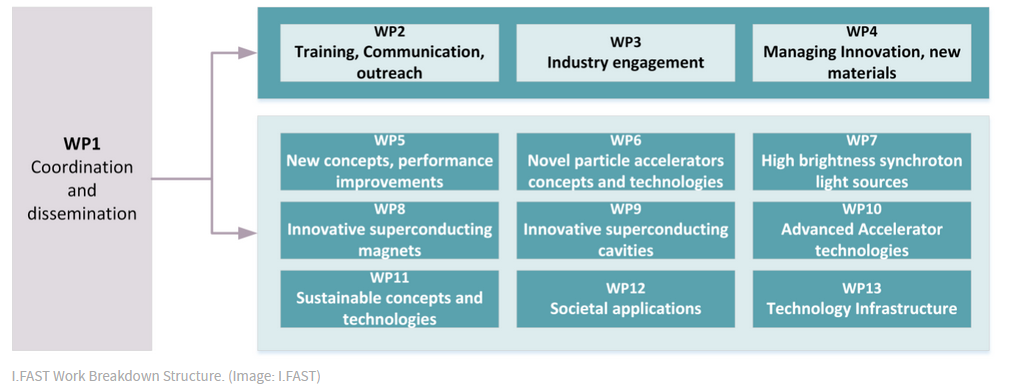 WP1
Coordination
and
dissemination
WP2
Training, Communication,
outreach
WP3
Industry engagement
WP4
Managing Innovation, new
materials
WP5
New concepts, performance
improvements
WP6
Novel particle accelerators
concepts and technologies
WP7
High brightness synchroton
light sources
WP8
Innovative superconducting
magnets
WP9
Innovative superconducting
cavities
WP10
Advanced Accelerator
technologies
WP11
Sustainable concepts and
technologies
WP12
Societal applications
WP13
Technology Infrastructure
I.FAST Work Breakdown Structure. (Image: I.FAST)